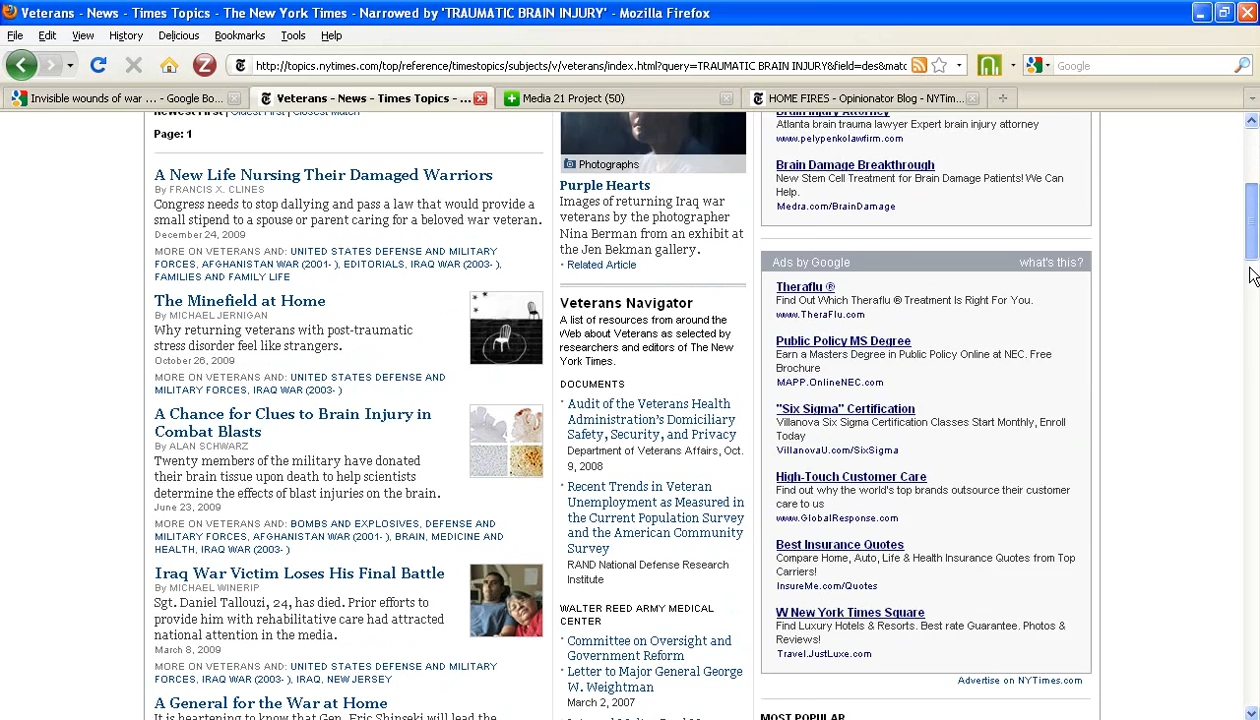 Veterans - News - Times Topics - The New York Times - Narrowed by 'TRAUMATIC BRAIN INJURY' - Mozilla Firefox
File Edit View History Delicious Bookmarks Tools Help
http://topics.nytimes.com/top/reference/timestopics/subjects/v/veterans/index.html?query=TRAUMATIC BRAIN INJURY&field=des&matc
Google
Invisible wounds of war ... - Google Bo...
Veterans - News - Times Topics - ...
Media 21 Project (50)
HOME FIRES - Opinionator Blog - NYTim...
Newest First | Oldest First | Closest Match
Page: 1
A New Life Nursing Their Damaged Warriors
By FRANCIS X. CLINES
Congress needs to stop dallying and pass a law that would provide a
small stipend to a spouse or parent caring for a beloved war veteran.
December 24, 2009
MORE ON VETERANS AND: UNITED STATES DEFENSE AND MILITARY
FORCES, AFGHANISTAN WAR (2001- ), EDITORIALS, IRAQ WAR (2003- ),
FAMILIES AND FAMILY LIFE
The Minefield at Home
By MICHAEL JERNIGAN
Why returning veterans with post-traumatic
stress disorder feel like strangers.
October 26, 2009
MORE ON VETERANS AND: UNITED STATES DEFENSE AND
MILITARY FORCES, IRAQ WAR (2003- )
A Chance for Clues to Brain Injury in
Combat Blasts
By ALAN SCHWARZ
Twenty members of the military have donated
their brain tissue upon death to help scientists
determine the effects of blast injuries on the brain.
June 23, 2009
MORE ON VETERANS AND: BOMBS AND EXPLOSIVES, DEFENSE AND
MILITARY FORCES, AFGHANISTAN WAR (2001- ), BRAIN, MEDICINE AND
HEALTH, IRAQ WAR (2003- )
Iraq War Victim Loses His Final Battle
By MICHAEL WINERIP
Sgt. Daniel Tallouzi, 24, has died. Prior efforts to
provide him with rehabilitative care had attracted
national attention in the media.
March 8, 2009
MORE ON VETERANS AND: UNITED STATES DEFENSE AND MILITARY
FORCES, IRAQ WAR (2003- ), IRAQ, NEW JERSEY
A General for the War at Home
It is heartening to know that Gen. Eric Shinseki will lead the
Photographs
Purple Hearts
Images of returning Iraq war
veterans by the photographer
Nina Berman from an exhibit at
the Jen Bekman gallery.
• Related Article
Veterans Navigator
A list of resources from around the
Web about Veterans as selected by
researchers and editors of The New
York Times.
DOCUMENTS
Audit of the Veterans Health
Administration's Domiciliary
Safety, Security, and Privacy
Department of Veterans Affairs, Oct.
9, 2008
Recent Trends in Veteran
Unemployment as Measured in
the Current Population Survey
and the American Community
Survey
RAND National Defense Research
Institute
WALTER REED ARMY MEDICAL
CENTER
Committee on Oversight and
Government Reform
Letter to Major General George
W. Weightman
March 2, 2007
Brain Injury Attorney
Atlanta brain trauma lawyer Expert brain injury attorney
www.pelypenkolawfirm.com
Brain Damage Breakthrough
New Stem Cell Treatment for Brain Damage Patients! We Can
Help.
Medra.com/BrainDamage
Ads by Google what's this?
Theraflu ®
Find Out Which Theraflu ® Treatment Is Right For You.
www.TheraFlu.com
Public Policy MS Degree
Earn a Masters Degree in Public Policy Online at NEC. Free
Brochure
MAPP.OnlineNEC.com
"Six Sigma" Certification
Villanova Six Sigma Certification Classes Start Monthly, Enroll
Today
VillanovaU.com/SixSigma
High-Touch Customer Care
Find out why the world's top brands outsource their customer
care to us
www.GlobalResponse.com
Best Insurance Quotes
Compare Home, Auto, Life & Health Insurance Quotes from Top
Carriers!
InsureMe.com/Quotes
W New York Times Square
Find Luxury Hotels & Resorts. Best rate Guarantee. Photos &
Reviews!
Travel.JustLuxe.com
Advertise on NYTimes.com
MOST POPULAR